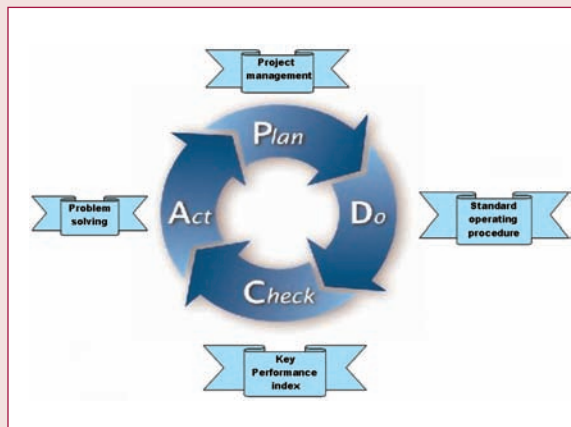 Project
management
Plan
Do
Check
Act
Problem
solving
Standard
operating
procedure
Key
Performance
index